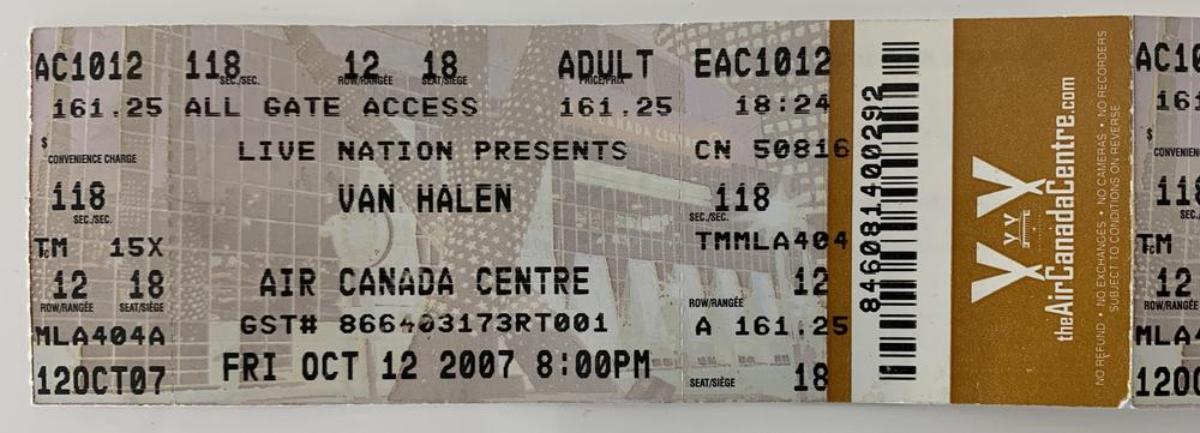 AC1012 118 12 18 ADULT EAC1012
SEC./SEC. ROW/RANGÉE SEAT/SIÈGE PRICE/PRIX
161.25 ALL GATE ACCESS 161.25 18:24
$
CONVENIENCE CHARGE LIVE NATION PRESENTS CN 50816
118 VAN HALEN 118
SEC./SEC. SEC./SEC.
TM 15X TMMLA404
12 18 AIR CANADA CENTRE 12
ROW/RANGÉE SEAT/SIÈGE ROW/RANGÉE
MLA404A GST# 866403173RT001 A 161.25
12OCT07 FRI OCT 12 2007 8:00PM SEAT/SIÈGE 18
846081400292
theAirCanadaCentre.com
NO REFUND • NO EXCHANGES • NO CAMERAS • NO RECORDERS
SUBJECT TO CONDITIONS ON REVERSE
AC10
161
$
CONVENIEN
118
SEC.
TM
12
ROW/RANGÉE
MLA4
12OC